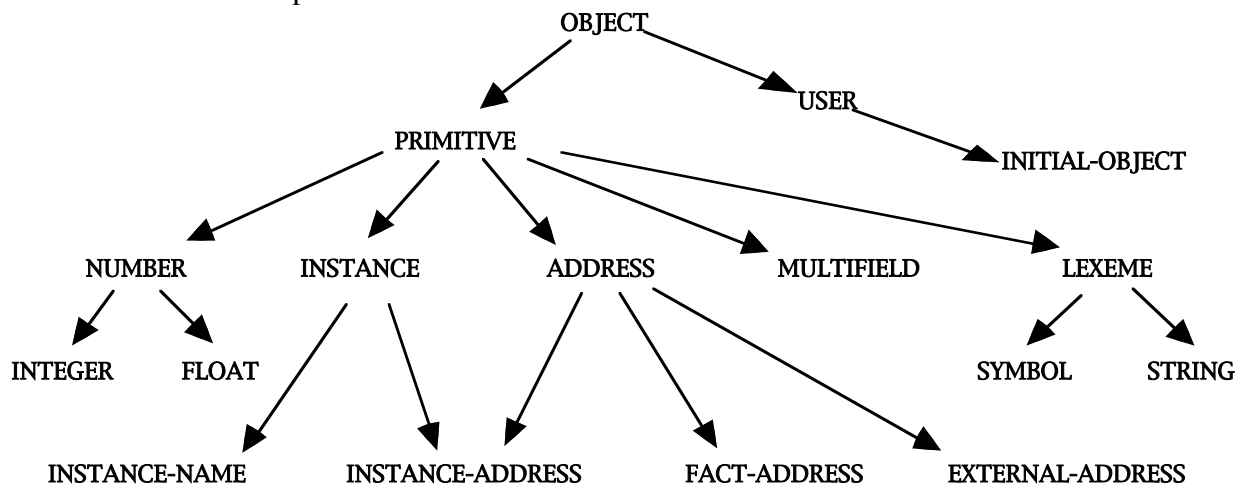 OBJECT
USER
PRIMITIVE
INITIAL-OBJECT
NUMBER INSTANCE ADDRESS MULTIFIELD LEXEME
INTEGER FLOAT SYMBOL STRING
INSTANCE-NAME INSTANCE-ADDRESS FACT-ADDRESS EXTERNAL-ADDRESS